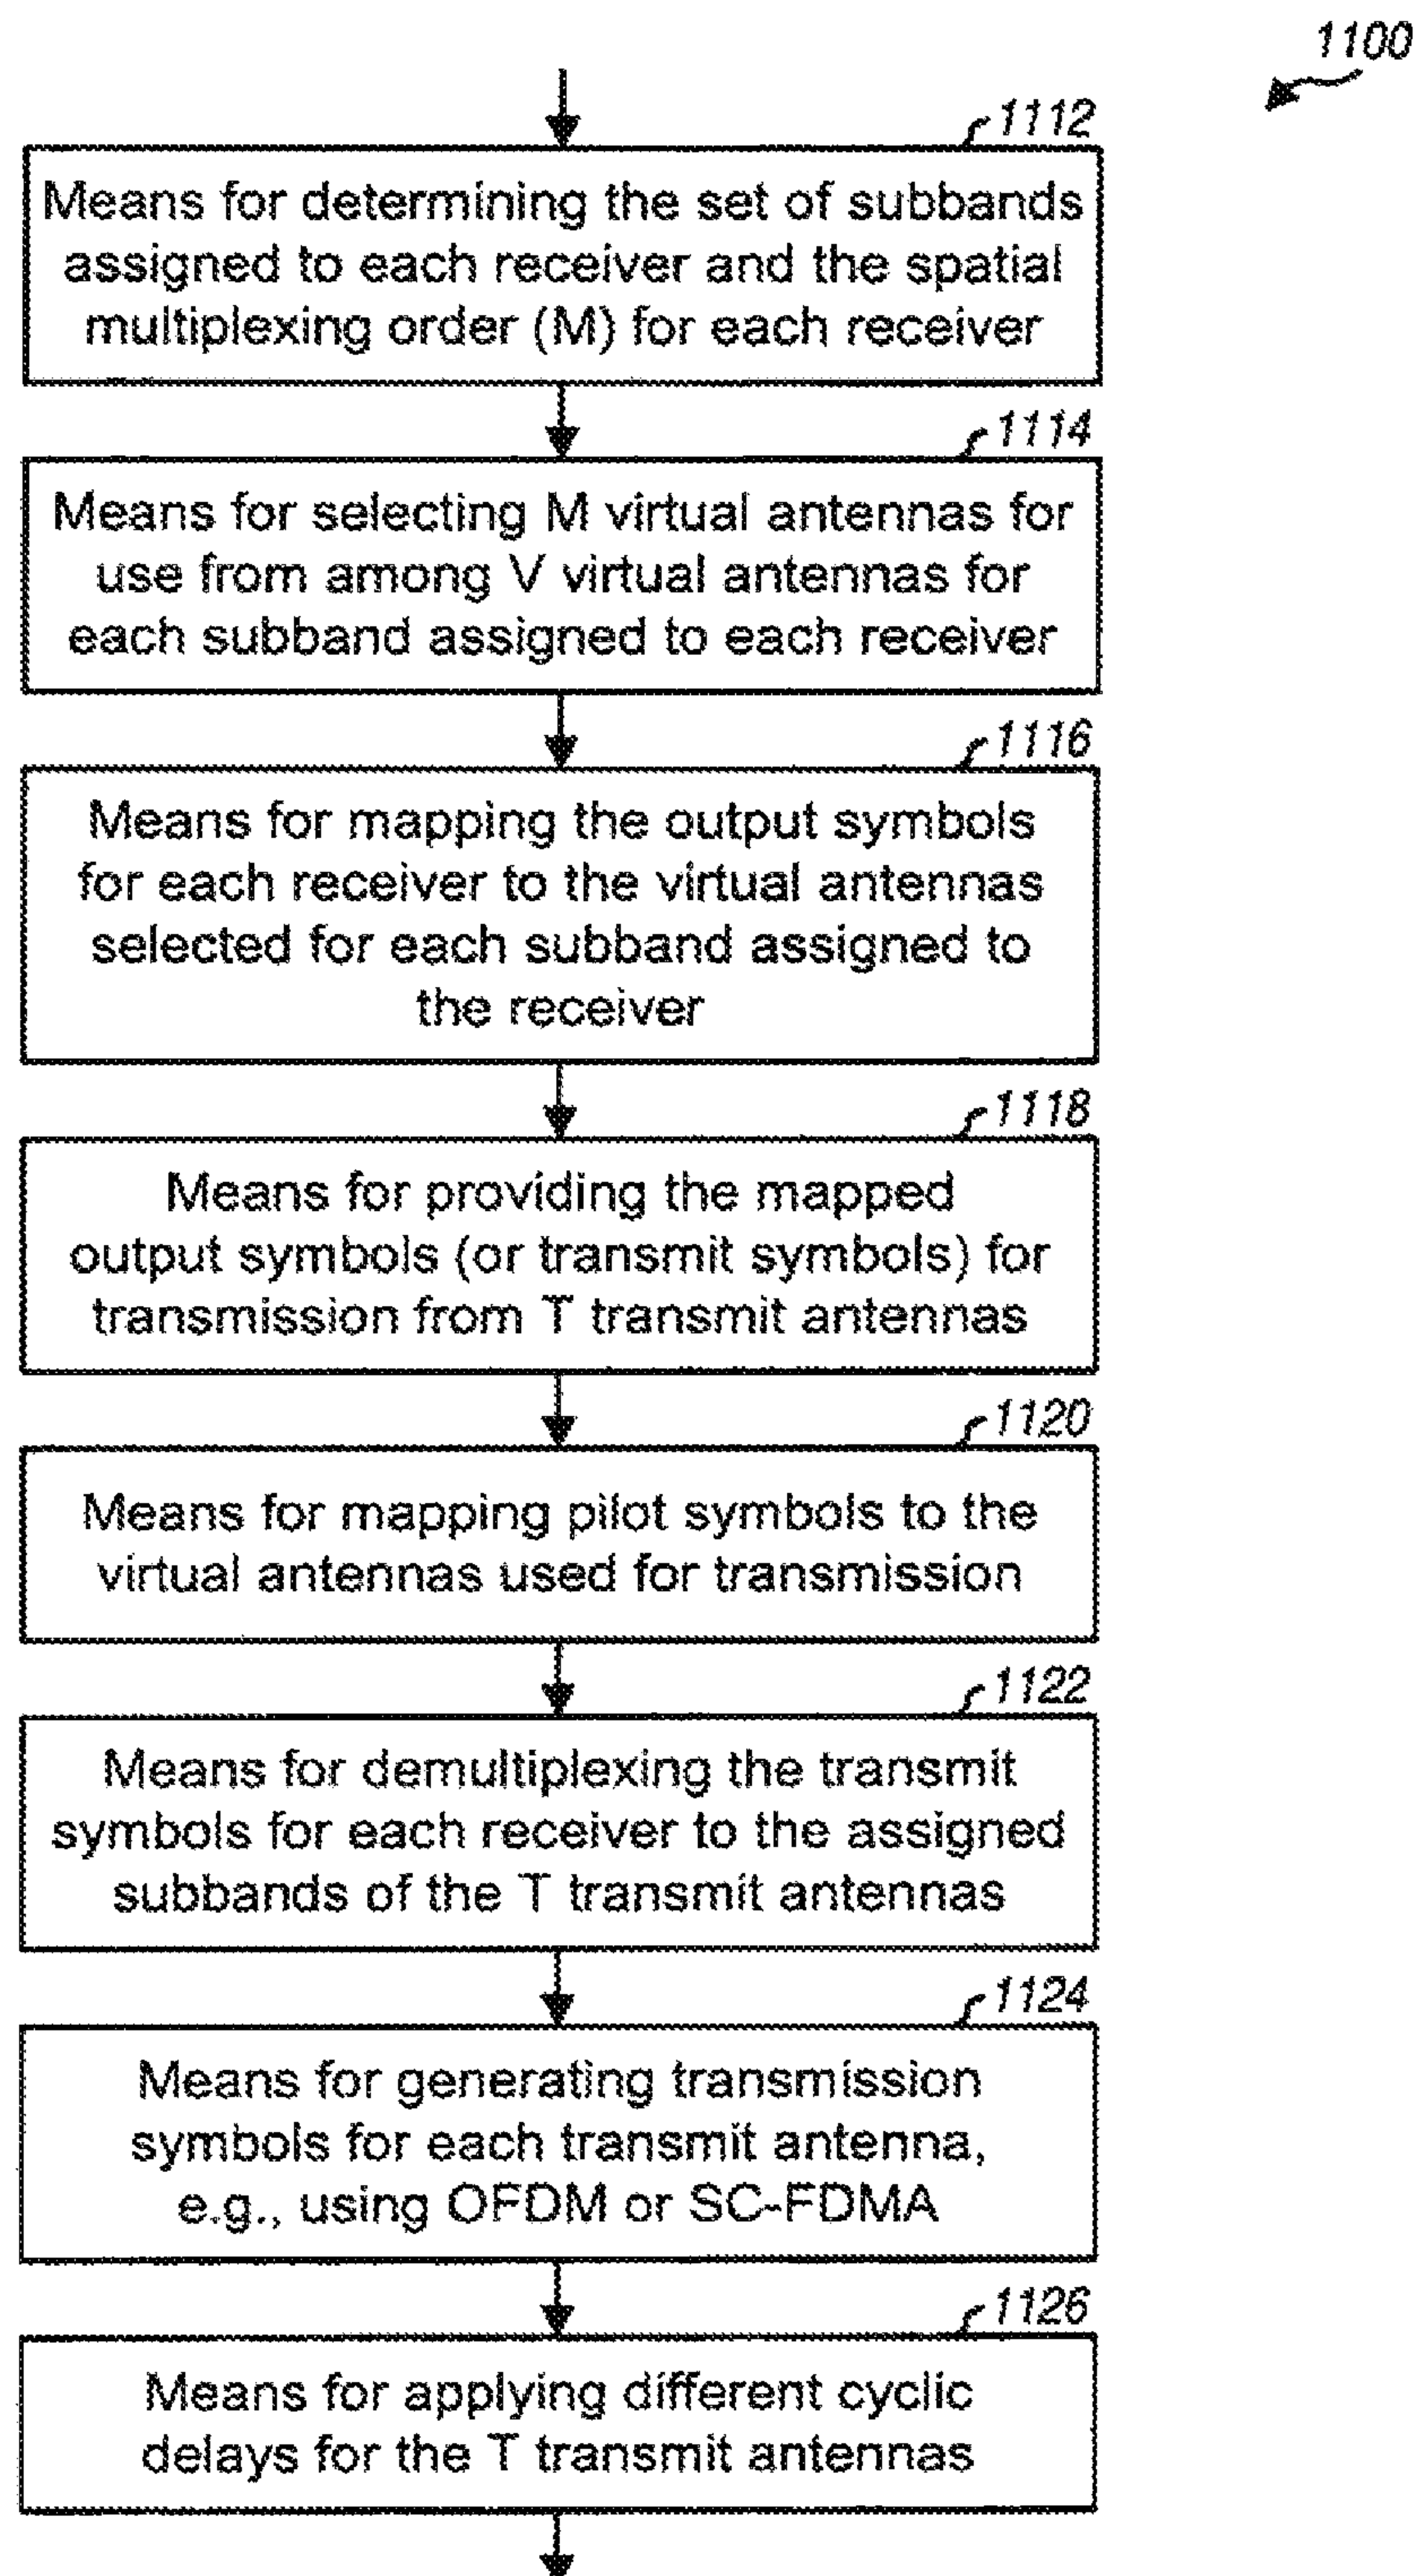 1100
1112
Means for determining the set of subbands
assigned to each receiver and the spatial
multiplexing order (M) for each receiver
1114
Means for selecting M virtual antennas for
use from among V virtual antennas for
each subband assigned to each receiver
1116
Means for mapping the output symbols
for each receiver to the virtual antennas
selected for each subband assigned to
the receiver
1118
Means for providing the mapped
output symbols (or transmit symbols) for
transmission from T transmit antennas
1120
Means for mapping pilot symbols to the
virtual antennas used for transmission
1122
Means for demultiplexing the transmit
symbols for each receiver to the assigned
subbands of the T transmit antennas
1124
Means for generating transmission
symbols for each transmit antenna,
e.g., using OFDM or SC-FDMA
1126
Means for applying different cyclic
delays for the T transmit antennas